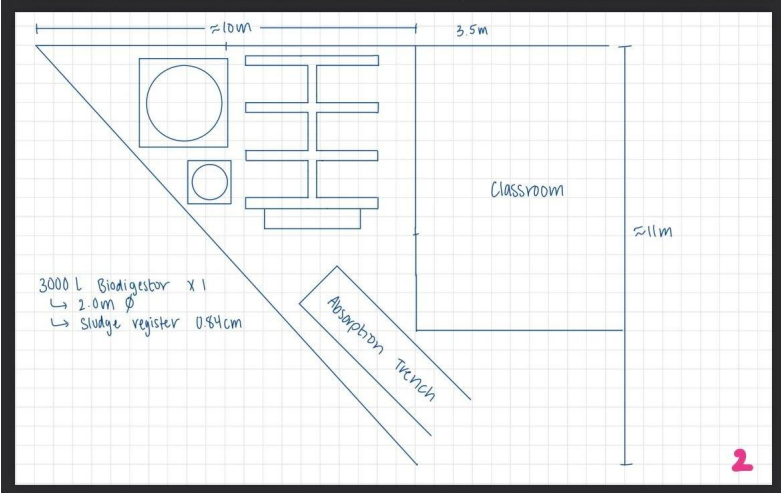 ≈10m
3.5m
Classroom
≈11m
3000 L Biodigestor x 1
↳ 2.0m Ø
↳ Sludge register 0.84cm
Absorption Trench
2